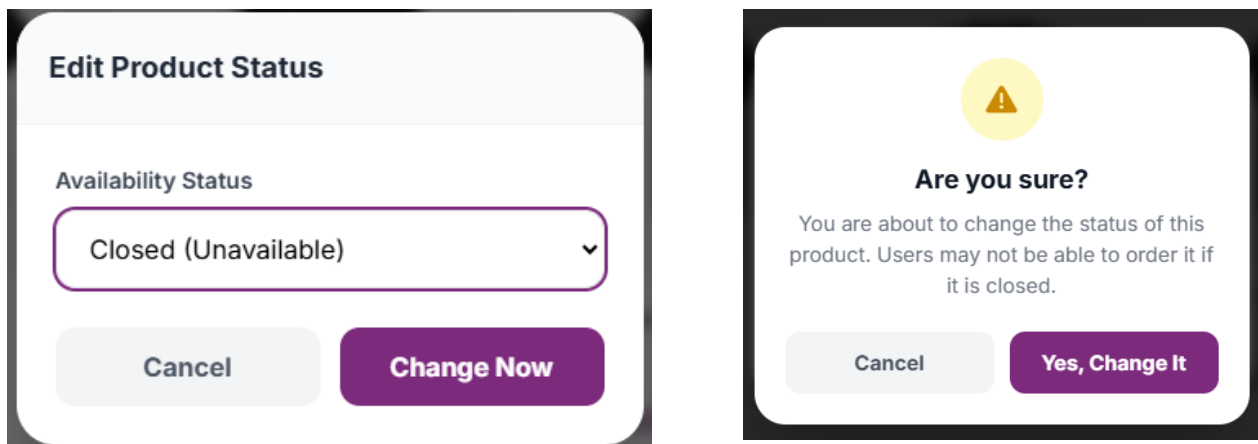 Edit Product Status
Availability Status
Closed (Unavailable)
Cancel
Change Now
Are you sure?
You are about to change the status of this
product. Users may not be able to order it if
it is closed.
Cancel
Yes, Change It